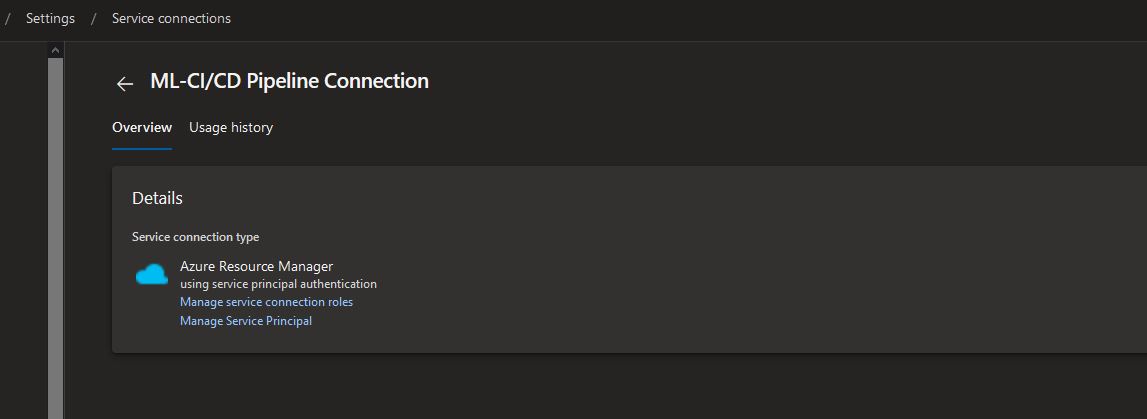 / Settings / Service connections
ML-CI/CD Pipeline Connection
Overview Usage history
Details
Service connection type
Azure Resource Manager
using service principal authentication
Manage service connection roles
Manage Service Principal